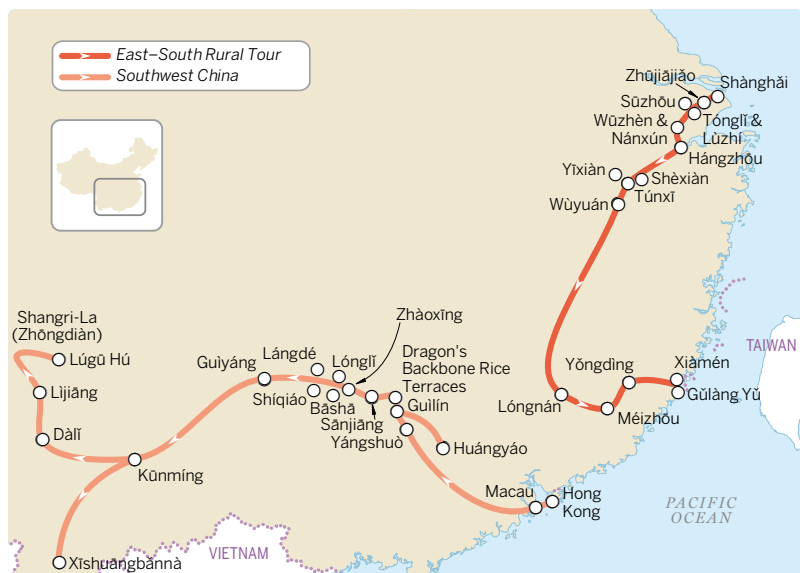 East–South Rural Tour
Southwest China
Zhūjiājiǎo
Shànghǎi
Sūzhōu
Wūzhèn &
Nánxún
Tónglǐ &
Lùzhí
Hángzhōu
Yīxiàn
Shèxiàn
Túnxī
Wùyuán
Shangri-La
(Zhōngdiàn)
Lúgū Hú
Lìjiāng
Dàlǐ
Kūnmíng
Xīshuāngbǎnnà
Guìyáng
Lángdé
Lónglǐ
Shíqiáo
Bāshā
Zhàoxīng
Sānjiāng
Dragon's
Backbone Rice
Terraces
Guìlín
Yángshuò
Huángyáo
Macau
Hong
Kong
Lóngnán
Yǒngdìng
Méizhōu
Xiàmén
Gǔlàng Yǔ
TAIWAN
PACIFIC
OCEAN
VIETNAM